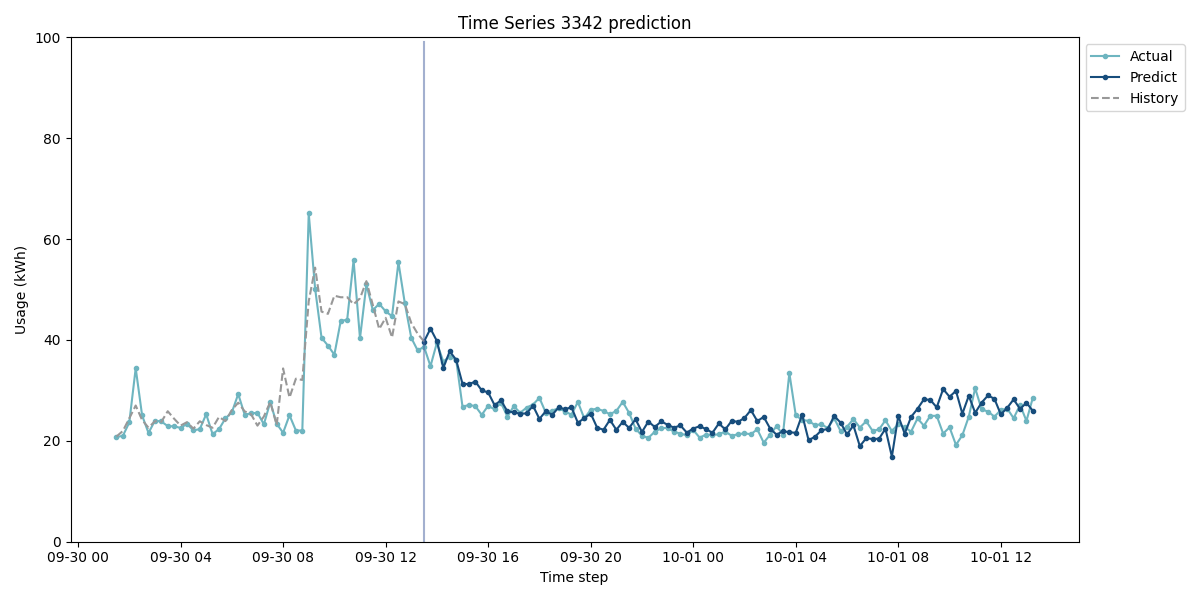 Time Series 3342 prediction
Usage (kWh)
100
80
60
40
20
0
09-30 00
09-30 04
09-30 08
09-30 12
09-30 16
09-30 20
10-01 00
10-01 04
10-01 08
10-01 12
Time step
Actual
Predict
History